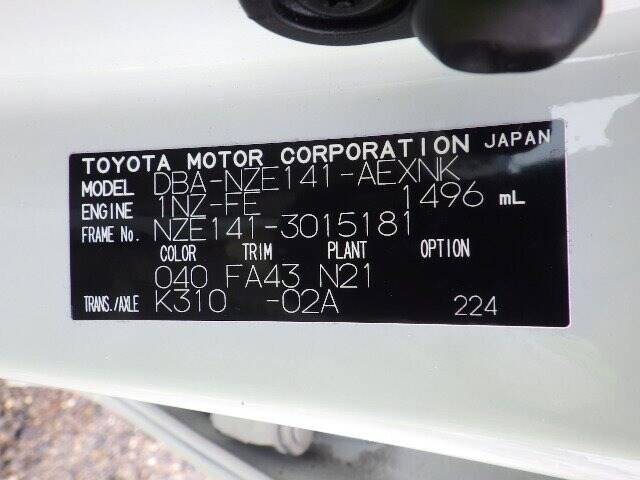 TOYOTA MOTOR CORPORATION JAPAN
MODEL DBA-NZE141-AEXNK
ENGINE 1NZ-FE 1496 mL
FRAME No. NZE141-3015181
COLOR TRIM PLANT OPTION
040 FA43 N21
TRANS./AXLE K310 -02A 224